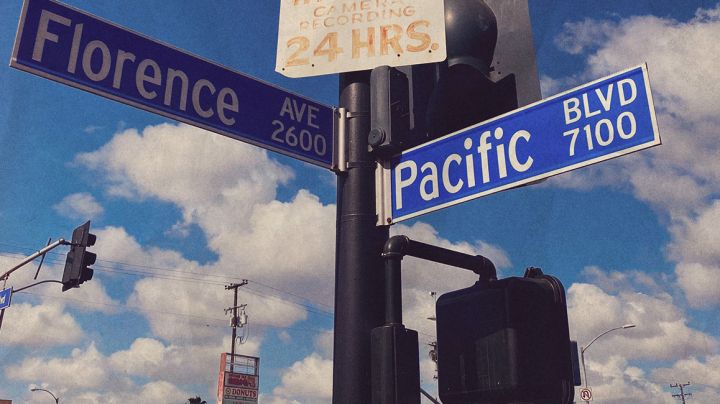 CAMERA
RECORDING
24 HRS.
Florence AVE
2600
Pacific BLVD
7100
DONUTS